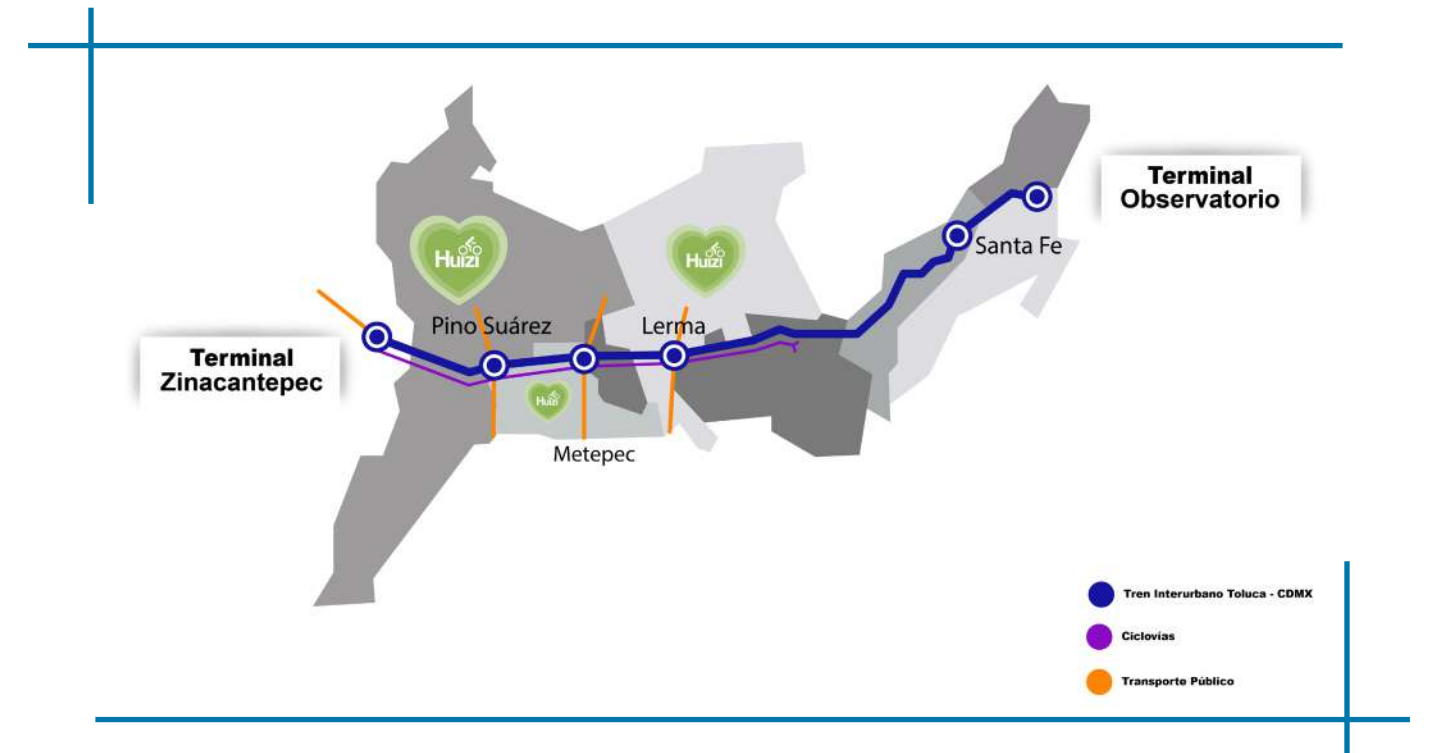 Terminal
Observatorio
Santa Fe
Huizi
Huizi
Pino Suárez
Lerma
Terminal
Zinacantepec
Huizi
Metepec
Tren Interurbano Toluca - CDMX
Ciclovías
Transporte Público